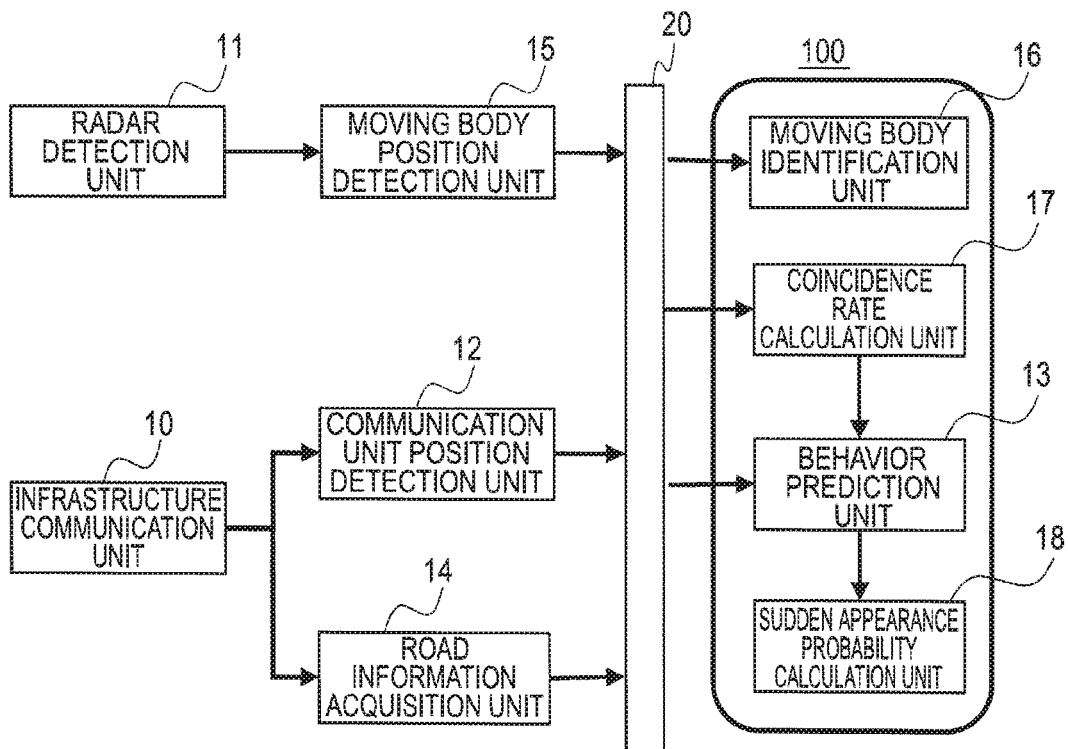 11
RADAR
DETECTION
UNIT
15
MOVING BODY
POSITION
DETECTION UNIT
20
100
16
MOVING BODY
IDENTIFICATION
UNIT
17
COINCIDENCE
RATE
CALCULATION UNIT
12
COMMUNICATION
UNIT POSITION
DETECTION UNIT
13
BEHAVIOR
PREDICTION
UNIT
10
INFRASTRUCTURE
COMMUNICATION
UNIT
14
ROAD
INFORMATION
ACQUISITION UNIT
18
SUDDEN APPEARANCE
PROBABILITY
CALCULATION UNIT